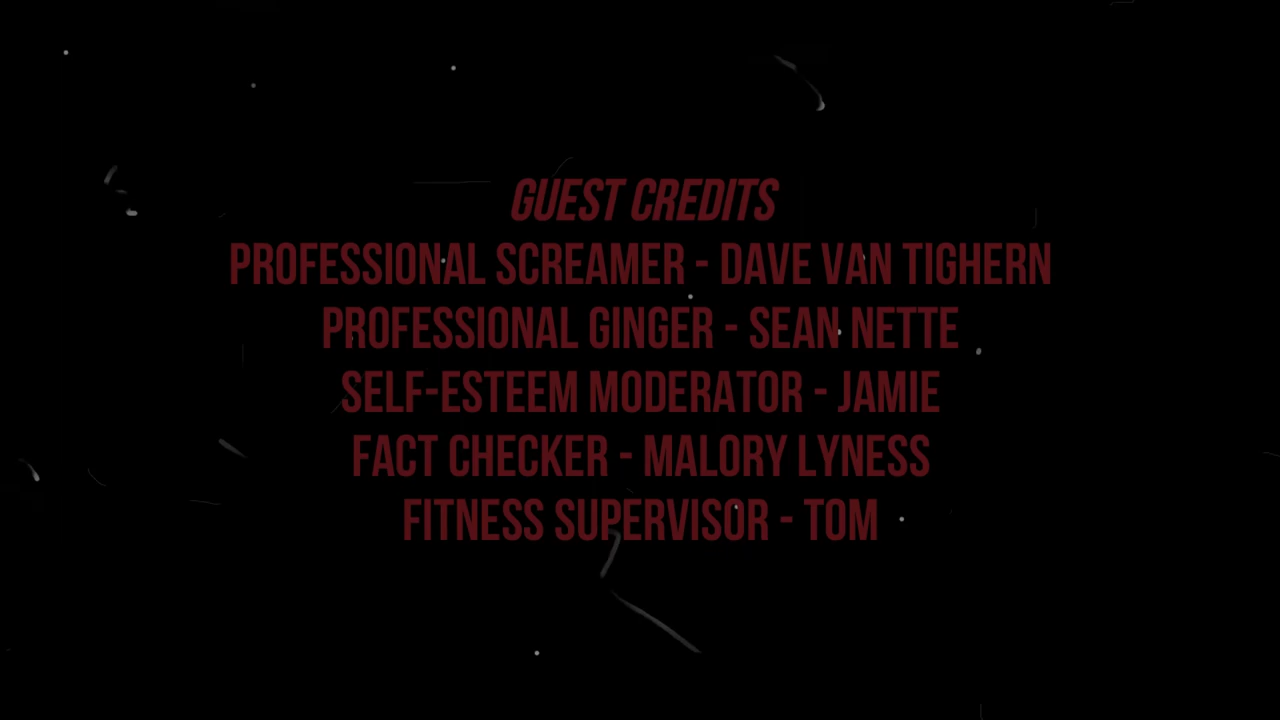 GUEST CREDITS
PROFESSIONAL SCREAMER - DAVE VAN TIGHERN
PROFESSIONAL GINGER - SEAN NETTE
SELF-ESTEEM MODERATOR - JAMIE
FACT CHECKER - MALORY LYNESS
FITNESS SUPERVISOR - TOM